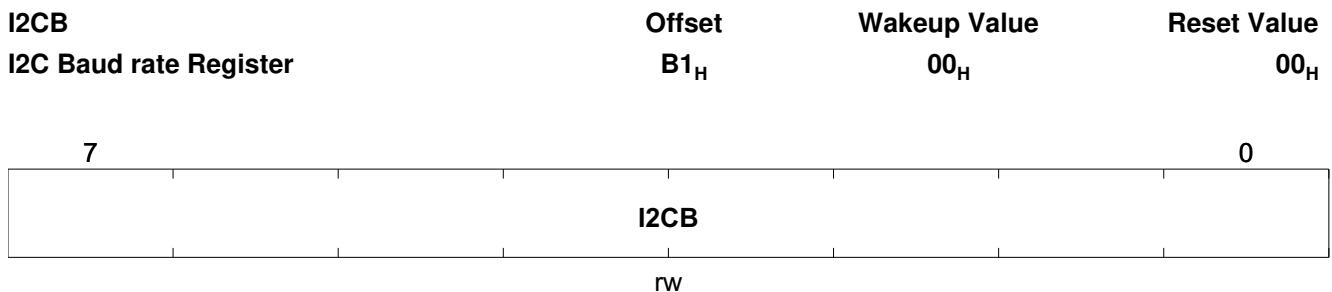 I2CB Offset Wakeup Value Reset Value
I2C Baud rate Register B1H 00H 00H
7 0
I2CB
rw